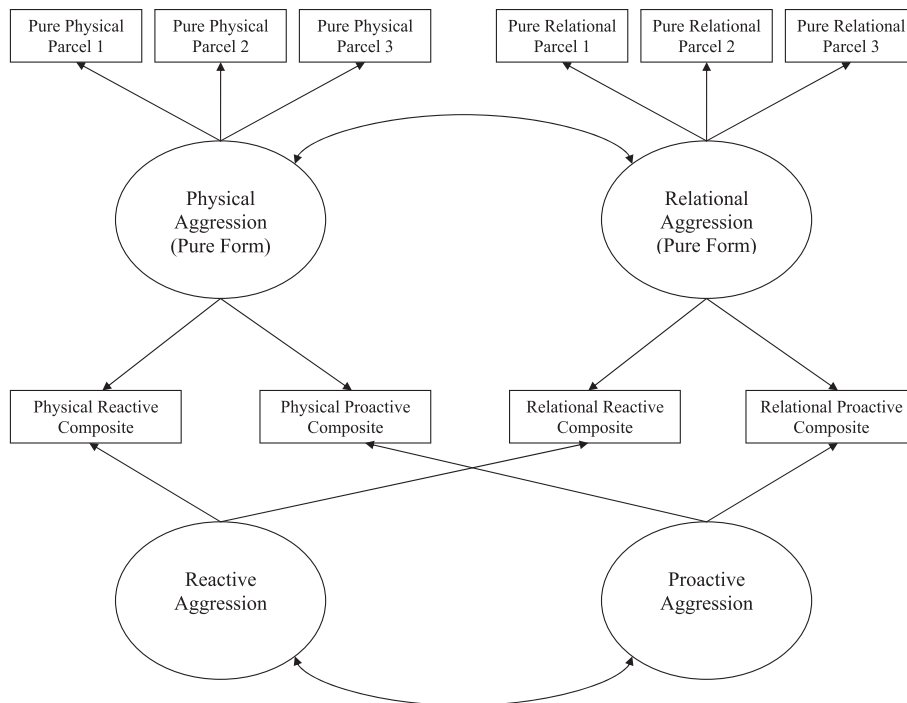 Pure Physical
Parcel 1
Pure Physical
Parcel 2
Pure Physical
Parcel 3
Pure Relational
Parcel 1
Pure Relational
Parcel 2
Pure Relational
Parcel 3
Physical
Aggression
(Pure Form)
Relational
Aggression
(Pure Form)
Physical Reactive
Composite
Physical Proactive
Composite
Relational Reactive
Composite
Relational Proactive
Composite
Reactive
Aggression
Proactive
Aggression